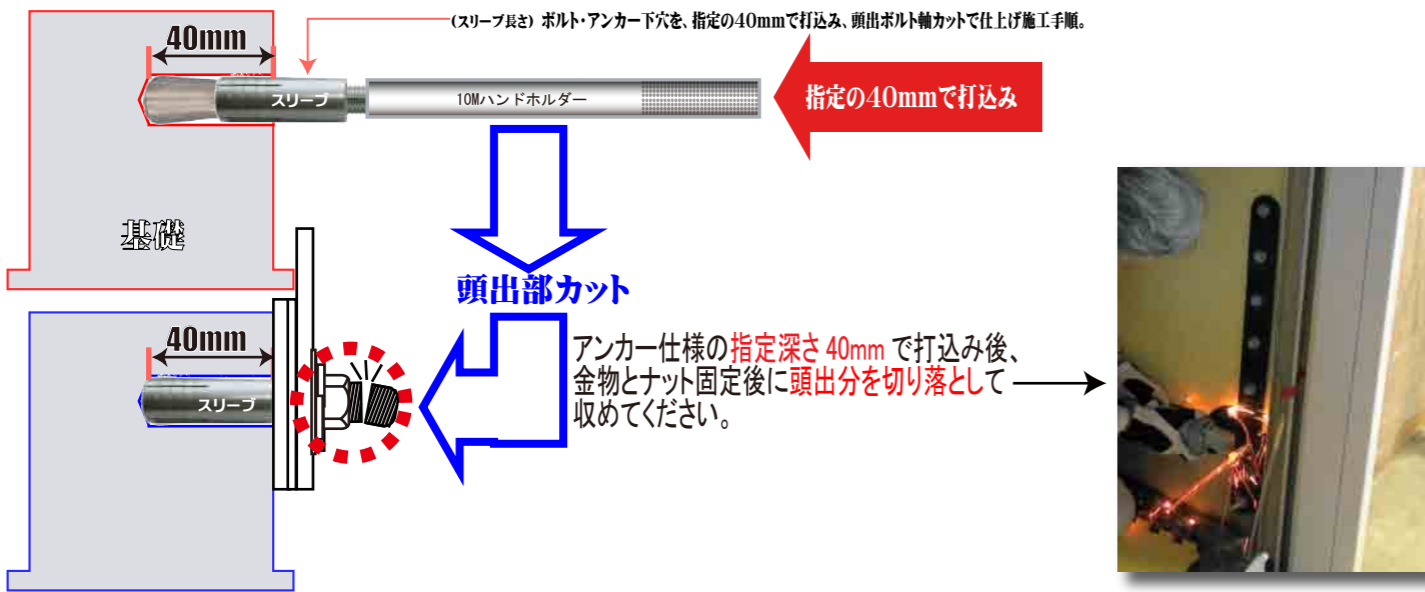 (スリーブ長さ) ボルト・アンカー下穴を、指定の40mmで打込み、頭出ボルト軸カットで仕上げ施工手順。
40mm
スリーブ
10Mハンドホルダー
指定の40mmで打込み
基礎
頭出部カット
40mm
スリーブ
アンカー仕様の指定深さ40mmで打込み後、
金物とナット固定後に頭出分を切り落として
収めてください。